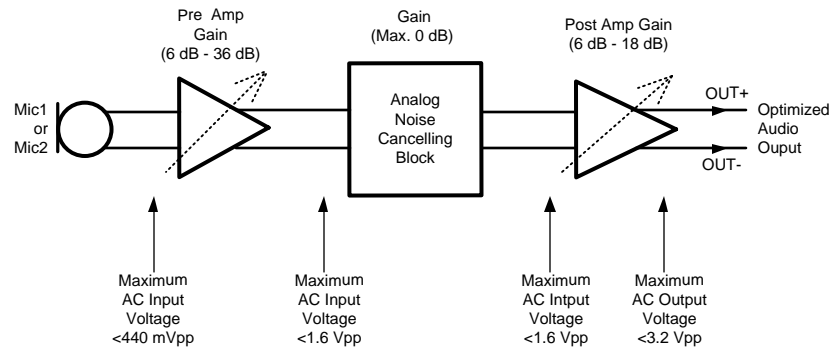 Pre Amp
Gain
(6 dB - 36 dB)
Gain
(Max. 0 dB)
Post Amp Gain
(6 dB - 18 dB)
Mic1
or
Mic2
Analog
Noise
Cancelling
Block
OUT+
OUT-
Optimized
Audio
Ouput
Maximum
AC Input
Voltage
<440 mVpp
Maximum
AC Input
Voltage
<1.6 Vpp
Maximum
AC Intput
Voltage
<1.6 Vpp
Maximum
AC Output
Voltage
<3.2 Vpp